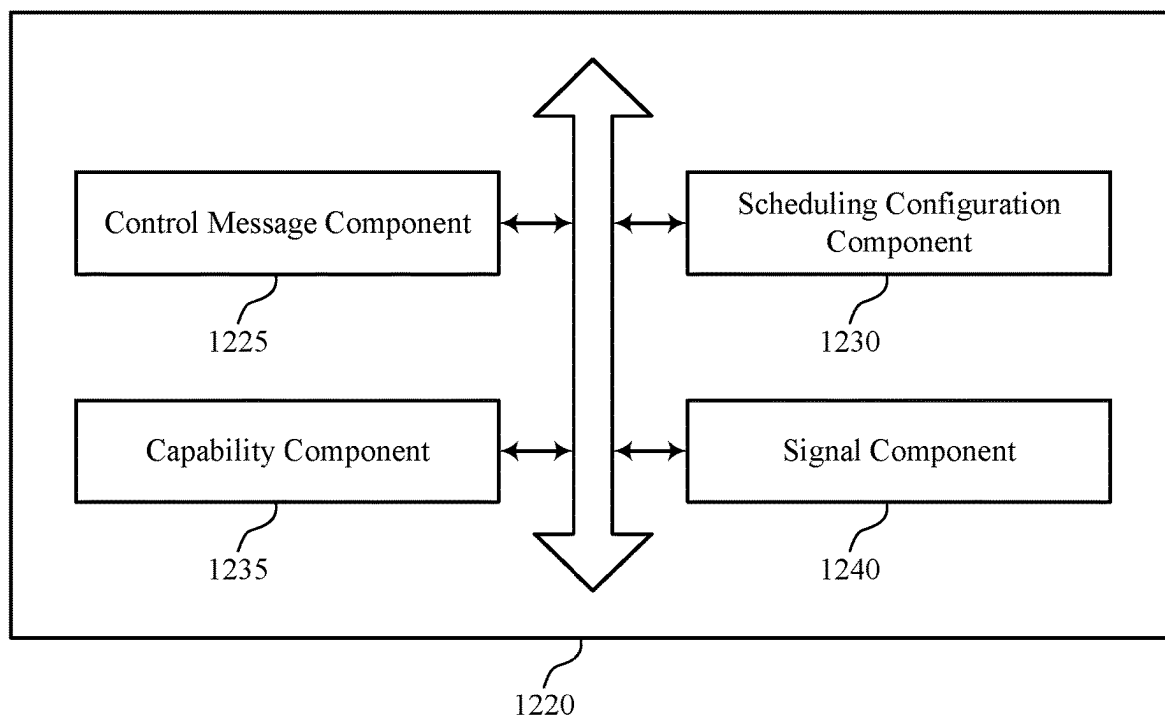 Control Message Component
Scheduling Configuration
Component
1225
1230
Capability Component
Signal Component
1235
1240
1220